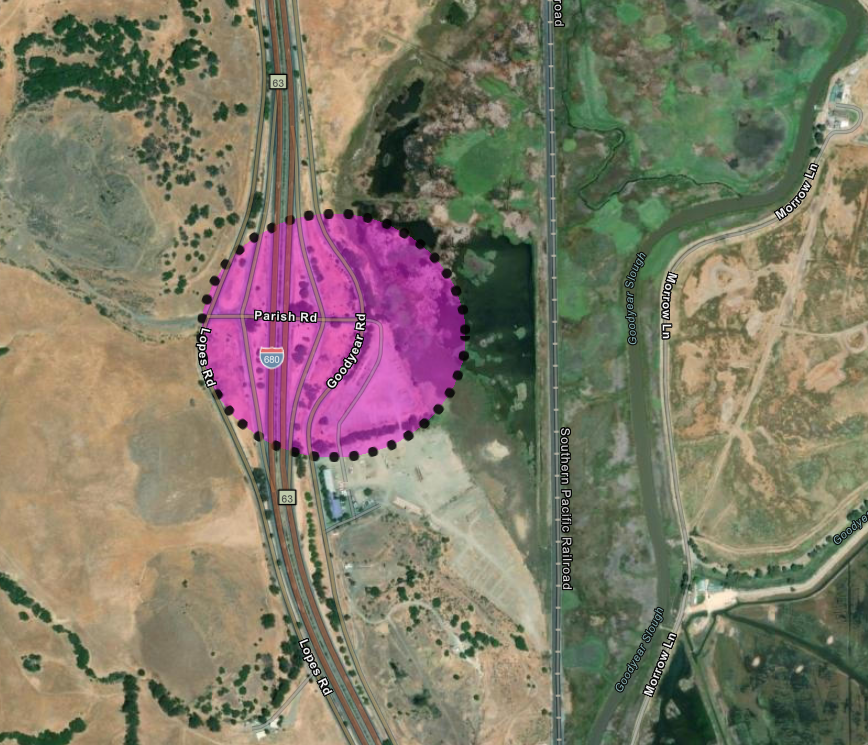 road
63
Morrow Ln
Goodyear Slough
Morrow Ln
Parish Rd
Lopes Rd
680
Goodyear Rd
Southern Pacific Railroad
63
Goodye
Goodyear Slough
Morrow Ln
Lopes Rd